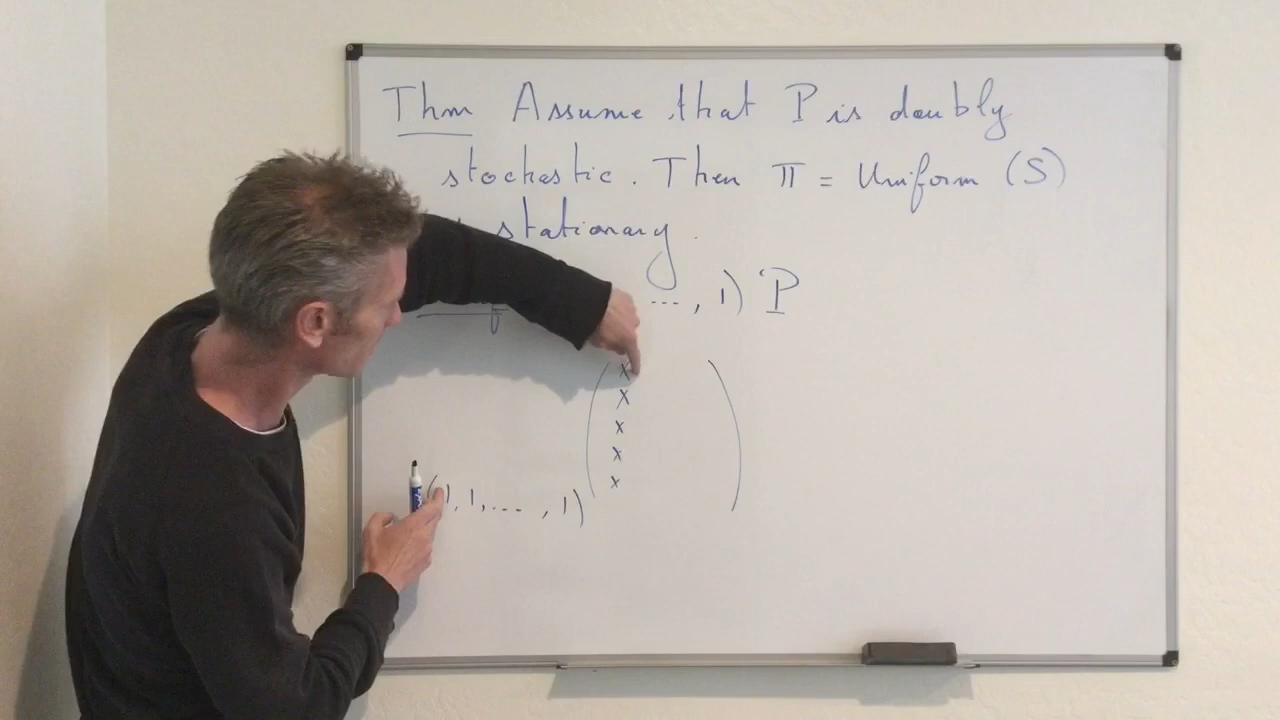 Thm Assume that P is doubly
stochastic. Then π = Uniform (S)
stationary.
..., 1) P
x
x
x
x
x
(1, 1, ..., 1)